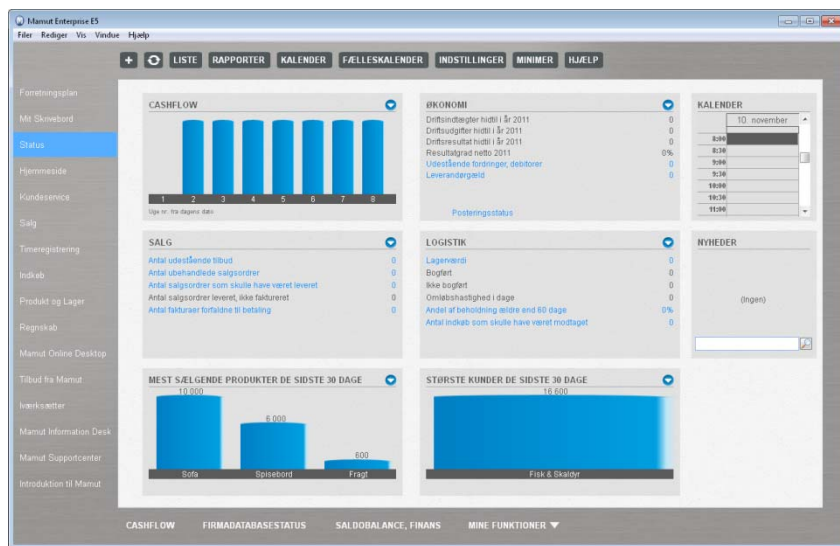 Mamut Enterprise E5
Filer Rediger Vis Vindue Hjælp
LISTE RAPPORTER KALENDER FÆLLESKALENDER INDSTILLINGER MINIMER HJÆLP
Forretningsplan
Mit Skrivebord
Status
Hjemmeside
Kundeservice
Salg
Timeregistrering
Indkøb
Produkt og Lager
Regnskab
Mamut Online Desktop
Tilbud fra Mamut
Iværksætter
Mamut Information Desk
Mamut Supportcenter
Introduktion til Mamut
CASHFLOW
1 2 3 4 5 6 7 8
Uge nr. fra dagens dato
ØKONOMI
Driftsindtægter hidtil i år 2011 0
Driftsudgifter hidtil i år 2011 0
Driftsresultat hidtil i år 2011 0
Resultatgrad netto 2011 0%
Udestående fordringer, debitorer 0
Leverandørgæld 0
Posteringsstatus
KALENDER
10. november
8:00
8:30
9:00
9:30
10:00
10:30
11:00
SALG
Antal udestående tilbud 0
Antal ubehandlede salgsordrer 0
Antal salgsordrer som skulle have været leveret 0
Antal salgsordrer leveret, ikke faktureret 0
Antal fakturaer forfaldne til betaling 0
LOGISTIK
Lagerværdi 0
Bogført 0
Ikke bogført 0
Omløbshastighed i dage 0
Andel af beholdning ældre end 60 dage 0%
Antal indkøb som skulle have været modtaget 0
NYHEDER
(Ingen)
MEST SÆLGENDE PRODUKTER DE SIDSTE 30 DAGE
10.000
6 000
600
Sofa Spisebord Fragt
STØRSTE KUNDER DE SIDSTE 30 DAGE
16 600
Fisk & Skaldyr
CASHFLOW FIRMADATABASESTATUS SALDOBALANCE, FINANS MINE FUNKTIONER